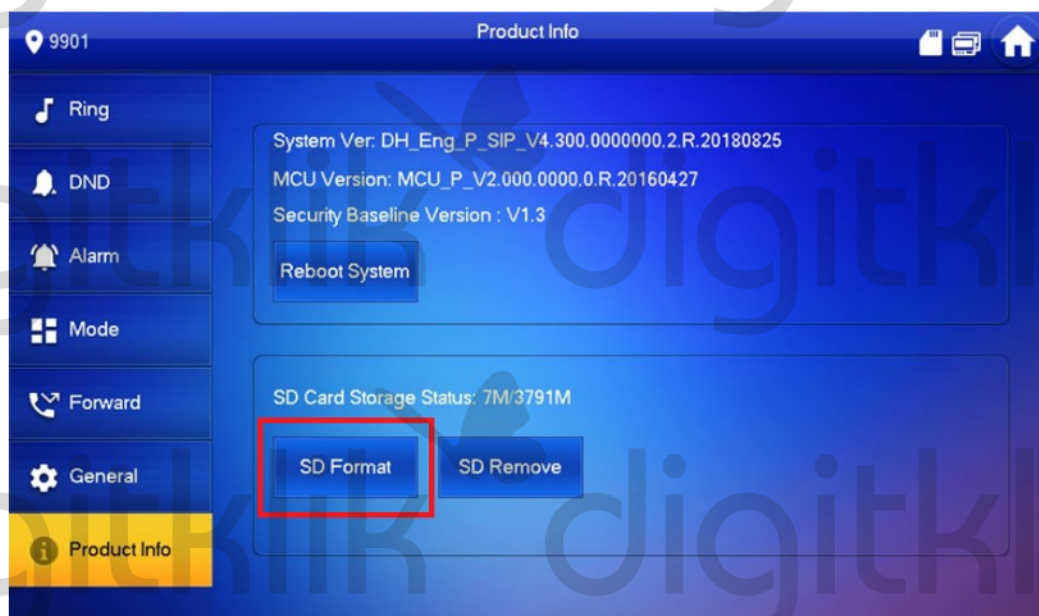 Product Info
9901
Ring
DND
Alarm
Mode
Forward
General
Product Info
System Ver: DH_Eng_P_SIP_V4.300.0000000.2.R.20180825
MCU Version: MCU_P_V2.000.0000.0.R.20160427
Security Baseline Version : V1.3
Reboot System
SD Card Storage Status: 7M/3791M
SD Format
SD Remove
digitklik
digitklik